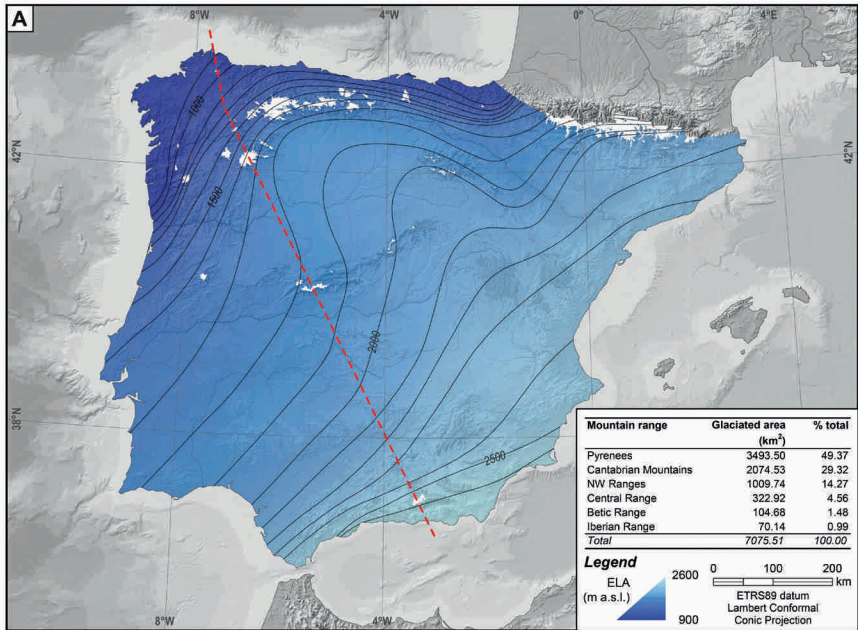 A
8°W
4°W
0°
4°E
1000
42°N
42°N
1500
2000
38°N
2500
8°W
4°W
Mountain range Glaciated area (km²) % total
Pyrenees 3493.50 49.37
Cantabrian Mountains 2074.53 29.32
NW Ranges 1009.74 14.27
Central Range 322.92 4.56
Betic Range 104.68 1.48
Iberian Range 70.14 0.99
Total 7075.51 100.00
Legend
ELA
(m a.s.l.)
2600
900
0 100 200
km
ETRS89 datum
Lambert Conformal
Conic Projection